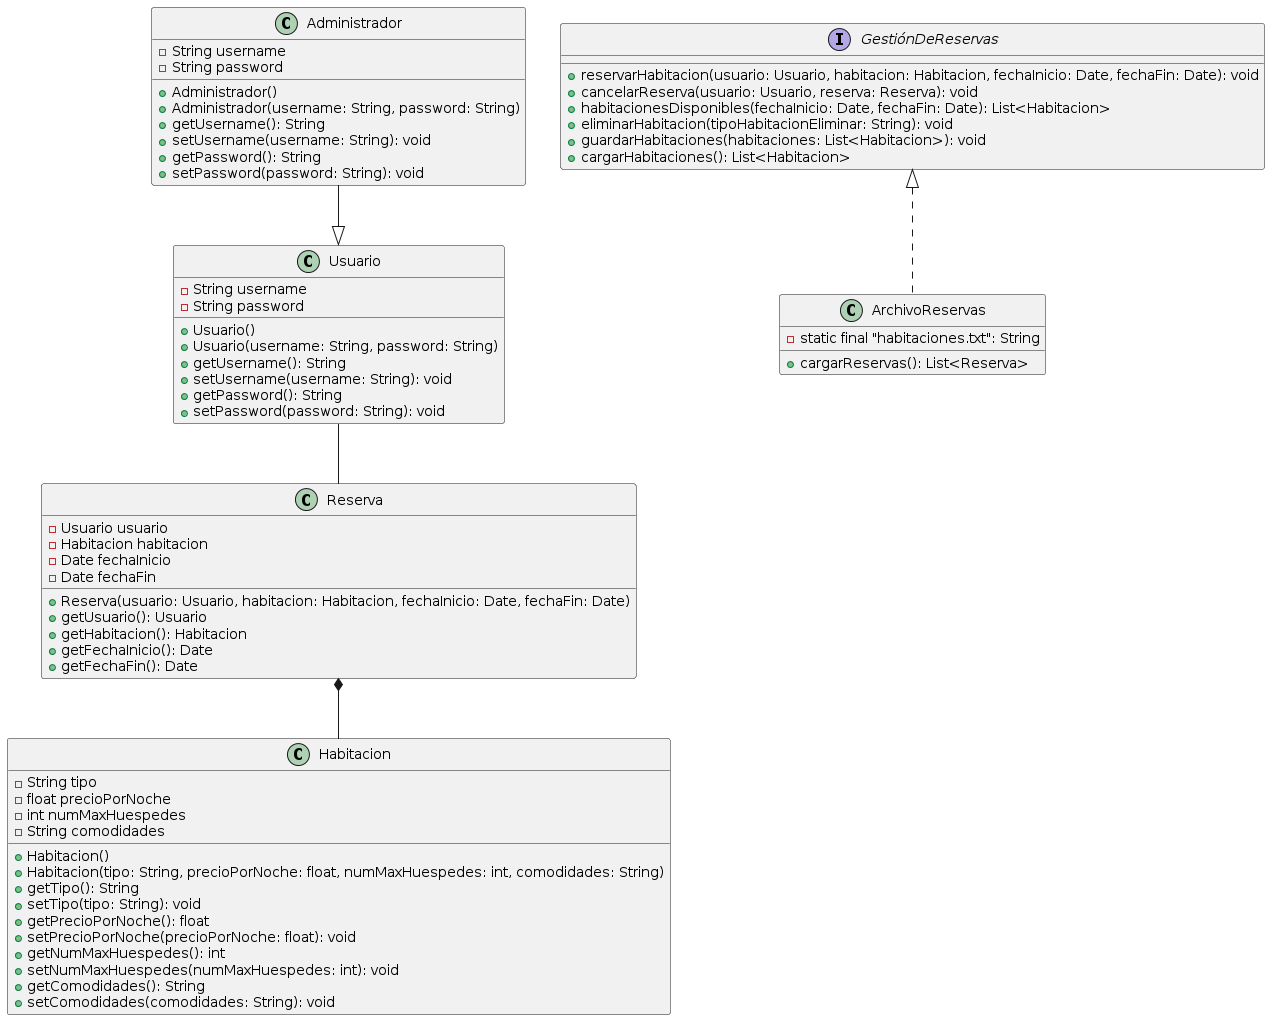 Administrador
String username
String password
Administrador()
Administrador(username: String, password: String)
getUsername(): String
setUsername(username: String): void
getPassword(): String
setPassword(password: String): void
GestiónDeReservas
reservarHabitacion(usuario: Usuario, habitacion: Habitacion, fechaInicio: Date, fechaFin: Date): void
cancelarReserva(usuario: Usuario, reserva: Reserva): void
habitacionesDisponibles(fechaInicio: Date, fechaFin: Date): List<Habitacion>
eliminarHabitacion(tipoHabitacionEliminar: String): void
guardarHabitaciones(habitaciones: List<Habitacion>): void
cargarHabitaciones(): List<Habitacion>
Usuario
String username
String password
Usuario()
Usuario(username: String, password: String)
getUsername(): String
setUsername(username: String): void
getPassword(): String
setPassword(password: String): void
ArchivoReservas
static final "habitaciones.txt": String
cargarReservas(): List<Reserva>
Reserva
Usuario usuario
Habitacion habitacion
Date fechaInicio
Date fechaFin
Reserva(usuario: Usuario, habitacion: Habitacion, fechaInicio: Date, fechaFin: Date)
getUsuario(): Usuario
getHabitacion(): Habitacion
getFechaInicio(): Date
getFechaFin(): Date
Habitacion
String tipo
float precioPorNoche
int numMaxHuespedes
String comodidades
Habitacion()
Habitacion(tipo: String, precioPorNoche: float, numMaxHuespedes: int, comodidades: String)
getTipo(): String
setTipo(tipo: String): void
getPrecioPorNoche(): float
setPrecioPorNoche(precioPorNoche: float): void
getNumMaxHuespedes(): int
setNumMaxHuespedes(numMaxHuespedes: int): void
getComodidades(): String
setComodidades(comodidades: String): void